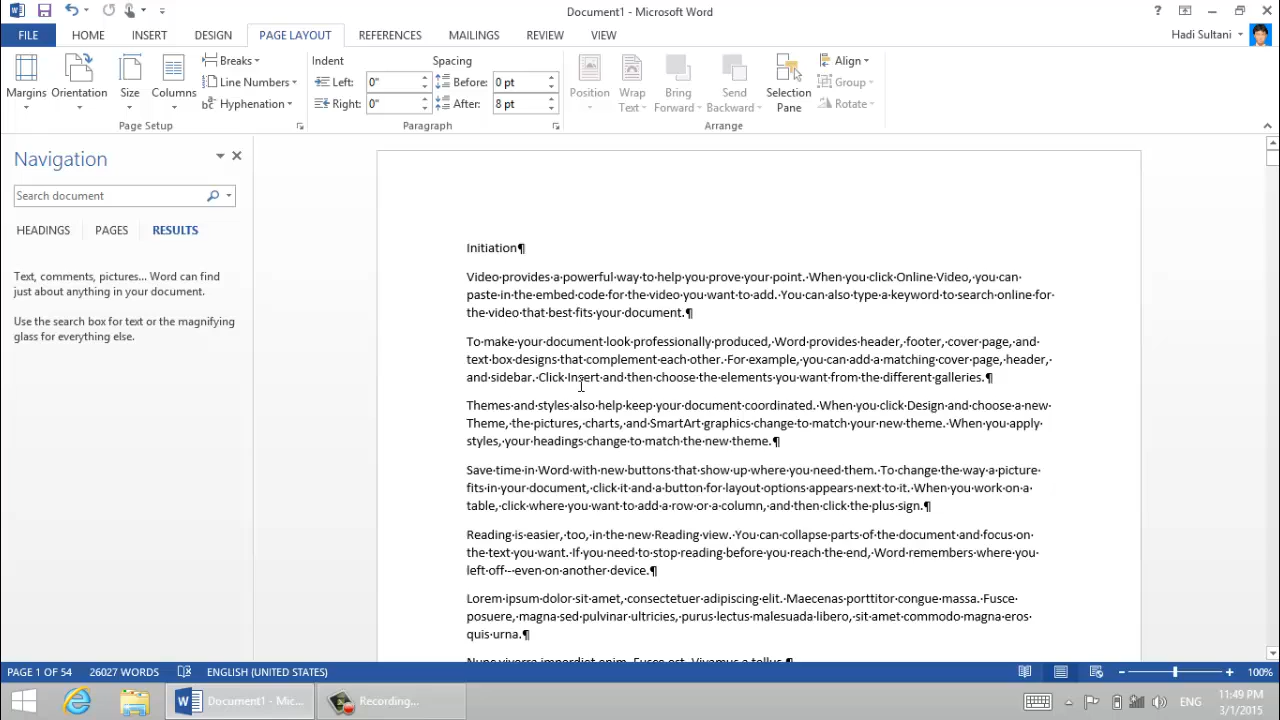 Document1 - Microsoft Word
?
FILE HOME INSERT DESIGN PAGE LAYOUT REFERENCES MAILINGS REVIEW VIEW Hadi Sultani
Margins Orientation Size Columns
Breaks
Line Numbers
Hyphenation
Page Setup
Indent Spacing
Left: 0" Before: 0 pt
Right: 0" After: 8 pt
Paragraph
Position Wrap Text Bring Forward Send Backward Selection Pane
Align
Group
Rotate
Arrange
Navigation
Search document
HEADINGS PAGES RESULTS
Text, comments, pictures... Word can find
just about anything in your document.
Use the search box for text or the magnifying
glass for everything else.
Initiation¶
Video·provides·a·powerful·way·to·help·you·prove·your·point.·When·you·click·Online·Video,·you·can·
paste·in·the·embed·code·for·the·video·you·want·to·add.·You·can·also·type·a·keyword·to·search·online·for·
the·video·that·best·fits·your·document.¶
To·make·your·document·look·professionally·produced,·Word·provides·header,·footer,·cover·page,·and·
text·box·designs·that·complement·each·other.·For·example,·you·can·add·a·matching·cover·page,·header,·
and·sidebar.·Click·Insert·and·then·choose·the·elements·you·want·from·the·different·galleries.¶
Themes·and·styles·also·help·keep·your·document·coordinated.·When·you·click·Design·and·choose·a·new·
Theme,·the·pictures,·charts,·and·SmartArt·graphics·change·to·match·your·new·theme.·When·you·apply·
styles,·your·headings·change·to·match·the·new·theme.¶
Save·time·in·Word·with·new·buttons·that·show·up·where·you·need·them.·To·change·the·way·a·picture·
fits·in·your·document,·click·it·and·a·button·for·layout·options·appears·next·to·it.·When·you·work·on·a·
table,·click·where·you·want·to·add·a·row·or·a·column,·and·then·click·the·plus·sign.¶
Reading·is·easier,·too,·in·the·new·Reading·view.·You·can·collapse·parts·of·the·document·and·focus·on·
the·text·you·want.·If·you·need·to·stop·reading·before·you·reach·the·end,·Word·remembers·where·you·
left·off·-·even·on·another·device.¶
Lorem·ipsum·dolor·sit·amet,·consectetuer·adipiscing·elit.·Maecenas·porttitor·congue·massa.·Fusce·
posuere,·magna·sed·pulvinar·ultricies,·purus·lectus·malesuada·libero,·sit·amet·commodo·magna·eros·
quis·urna.¶
Nunc·viverra·imperdiet·enim.·Fusce·est.·Vivamus·a·tellus.¶
PAGE 1 OF 54 26027 WORDS ENGLISH (UNITED STATES) 100%
Document1 - Mic... Recording... ENG 11:49 PM
3/1/2015